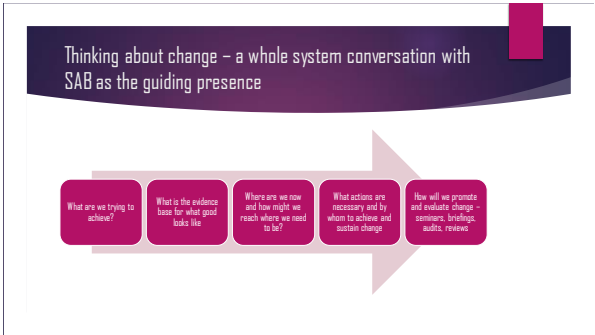 Thinking about change – a whole system conversation with
SAB as the guiding presence
What are we trying to
achieve?
What is the evidence
base for what good
looks like
Where are we now
and how might we
reach where we need
to be?
What actions are
necessary and by
whom to achieve and
sustain change
How will we promote
and evaluate change –
seminars, briefings,
audits, reviews